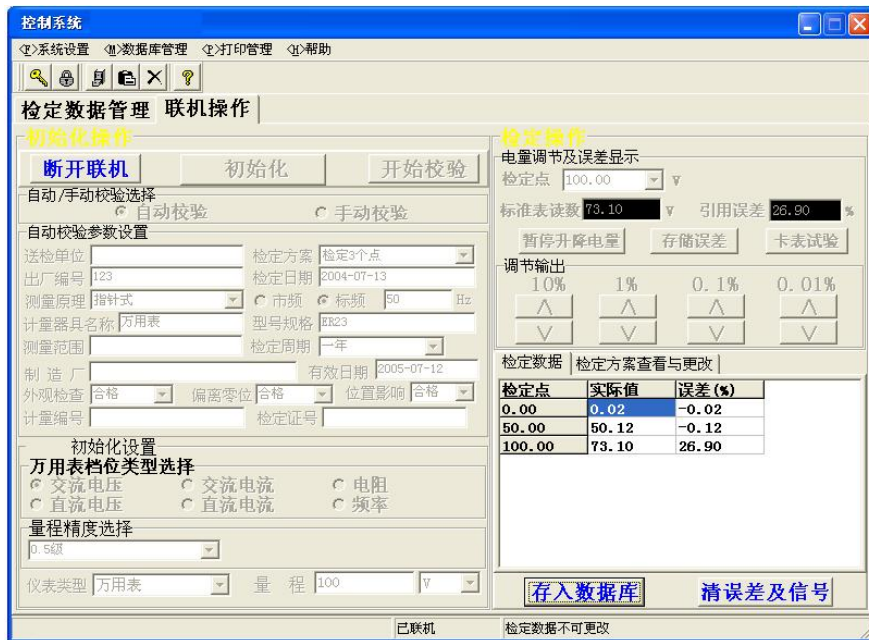 控制系统
<T>系统设置 <M>数据库管理 <P>打印管理 <H>帮助
检定数据管理 联机操作
初始化操作
断开联机 初始化 开始校验
自动/手动校验选择
自动校验 手动校验
自动校验参数设置
送检单位 检定方案 检定3个点
出厂编号 123 检定日期 2004-07-13
测量原理 指针式 市频 标频 50 Hz
计量器具名称 万用表 型号规格 ER23
测量范围 检定周期 一年
制 造 厂 有效日期 2005-07-12
外观检查 合格 偏离零位 合格 位置影响 合格
计量编号 检定证号
初始化设置
万用表档位类型选择
交流电压 交流电流 电阻
直流电压 直流电流 频率
量程精度选择
0.5级
仪表类型 万用表 量 程 100 V
检定操作
电量调节及误差显示
检定点 100.00 V
标准表读数 73.10 V 引用误差 26.90 %
暂停升降电量 存储误差 卡表试验
调节输出
10% 1% 0.1% 0.01%
检定数据 检定方案查看与更改
检定点 实际值 误差(%)
0.00 0.02 -0.02
50.00 50.12 -0.12
100.00 73.10 26.90
存入数据库 清误差及信号
已联机 检定数据不可更改